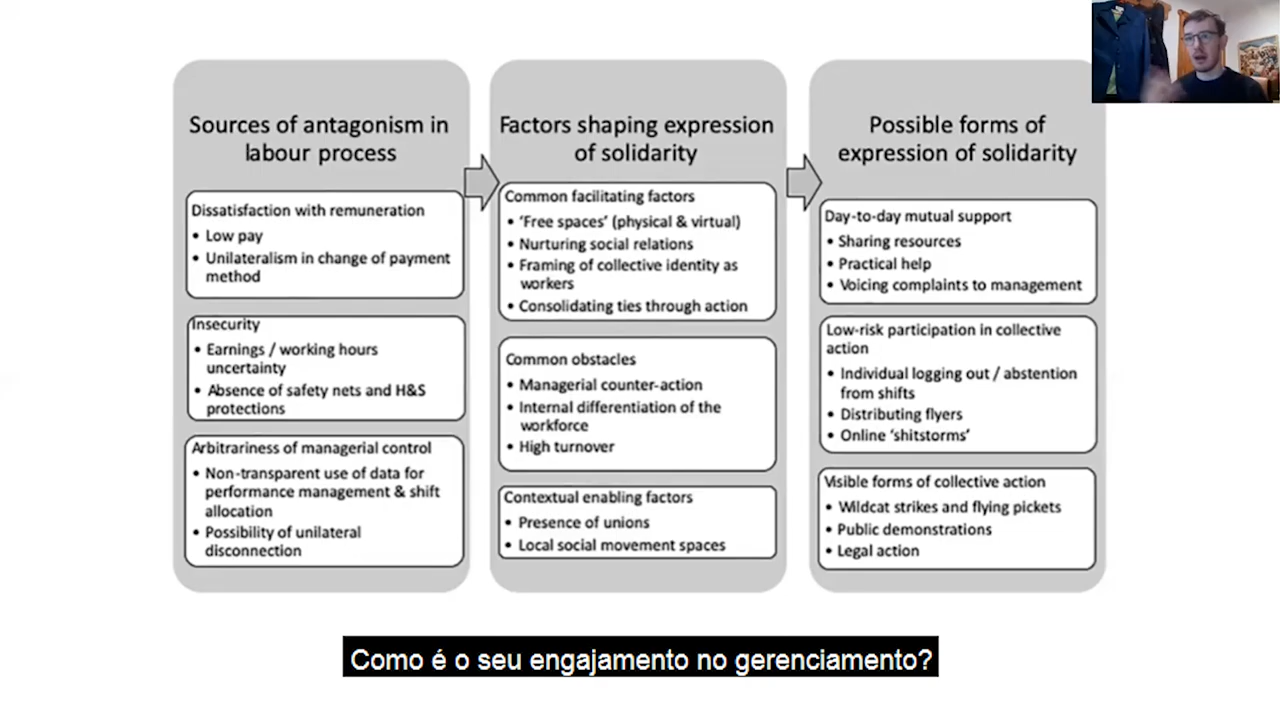 Sources of antagonism in
labour process
Dissatisfaction with remuneration
• Low pay
• Unilateralism in change of payment
method
Insecurity
• Earnings / working hours
uncertainty
• Absence of safety nets and H&S
protections
Arbitrariness of managerial control
• Non-transparent use of data for
performance management & shift
allocation
• Possibility of unilateral
disconnection
Factors shaping expression
of solidarity
Common facilitating factors
• ‘Free spaces’ (physical & virtual)
• Nurturing social relations
• Framing of collective identity as
workers
• Consolidating ties through action
Common obstacles
• Managerial counter-action
• Internal differentiation of the
workforce
• High turnover
Contextual enabling factors
• Presence of unions
• Local social movement spaces
Possible forms of
expression of solidarity
Day-to-day mutual support
• Sharing resources
• Practical help
• Voicing complaints to management
Low-risk participation in collective
action
• Individual logging out / abstention
from shifts
• Distributing flyers
• Online ‘shitstorms’
Visible forms of collective action
• Wildcat strikes and flying pickets
• Public demonstrations
• Legal action
Como é o seu engajamento no gerenciamento?